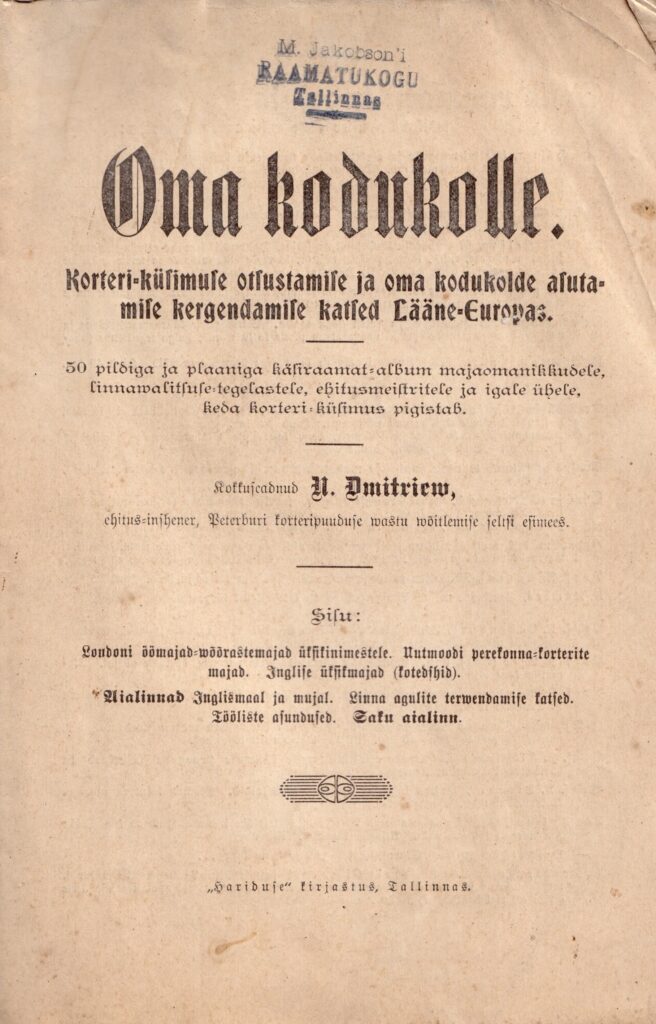 M. Jakobson'i
RAAMATUKOGU
Tallinnas
Oma kodukolle.
Korteri-küsimuse otsustamise ja oma kodukolde asuta-
mise kergendamise katsed Lääne-Europas.
50 pildiga ja plaaniga käsiraamat-album majaomanikkudele,
linnawalitsuse-tegelastele, ehitusmeistritele ja igale ühele,
keda korteri-küsimus pigistab.
Kokkuseadnud N. Dmitriew,
ehitus-inshener, Peterburi korteripuuduse wastu wõitlemise seltsi esimees.
Sisu:
Londoni öömajad-wõõrastemajad üksikinimestele. Uutmoodi perekonna-korterite
majad. Inglise üksikmajad (kotedshid).
Aialinnad Inglismaal ja mujal. Linna agulite terwendamise katsed.
Tööliste asundused. Saku aialinn.
„Hariduse“ kirjastus, Tallinnas.